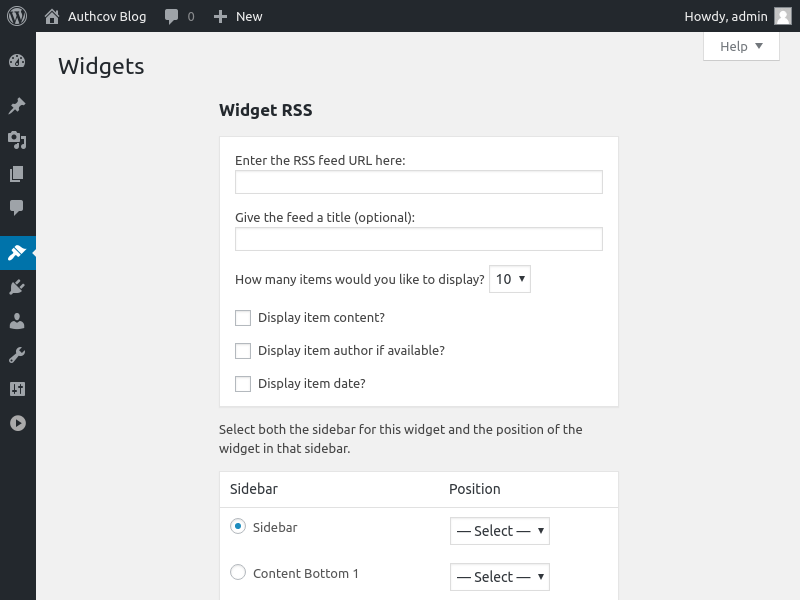 Authcov Blog 0 New Howdy, admin
Help
Widgets
Widget RSS
Enter the RSS feed URL here:
Give the feed a title (optional):
How many items would you like to display? 10
Display item content?
Display item author if available?
Display item date?
Select both the sidebar for this widget and the position of the
widget in that sidebar.
Sidebar Position
Sidebar — Select —
Content Bottom 1 — Select —